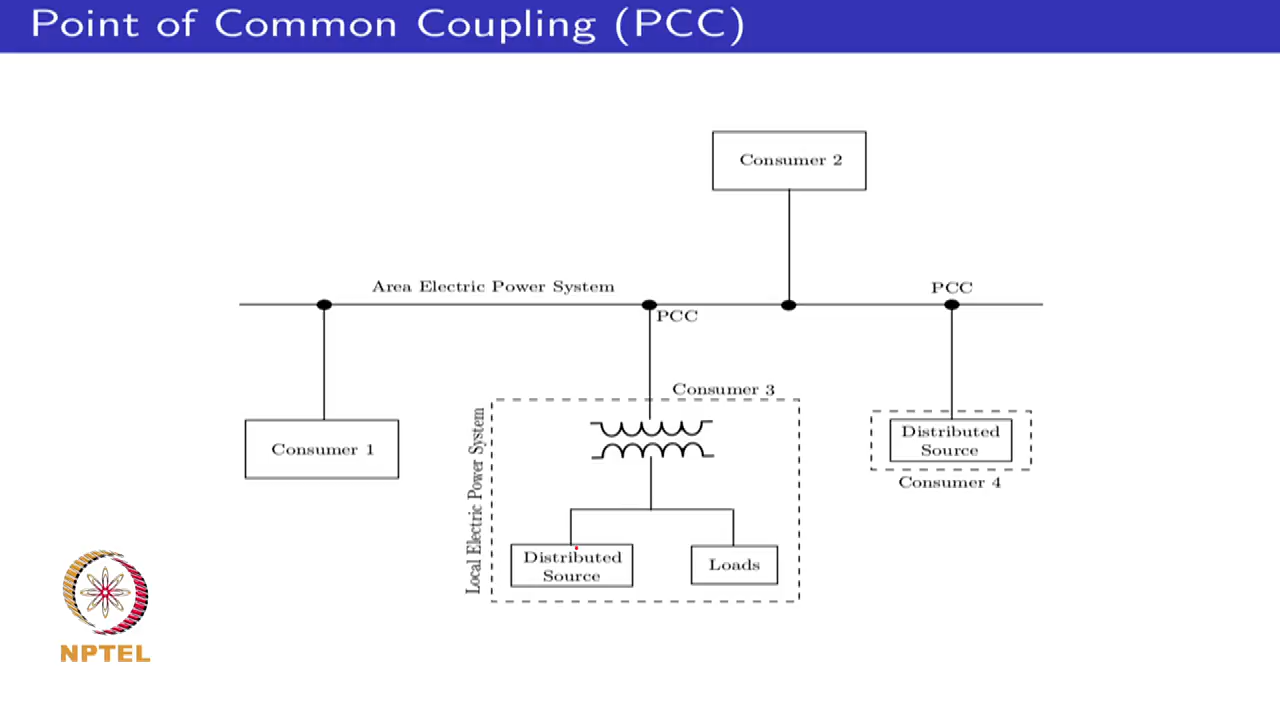 Point of Common Coupling (PCC)
Consumer 2
Area Electric Power System
PCC
PCC
Consumer 3
Consumer 1
Local Electric Power System
Distributed
Source
Consumer 4
Distributed
Source
Loads
NPTEL